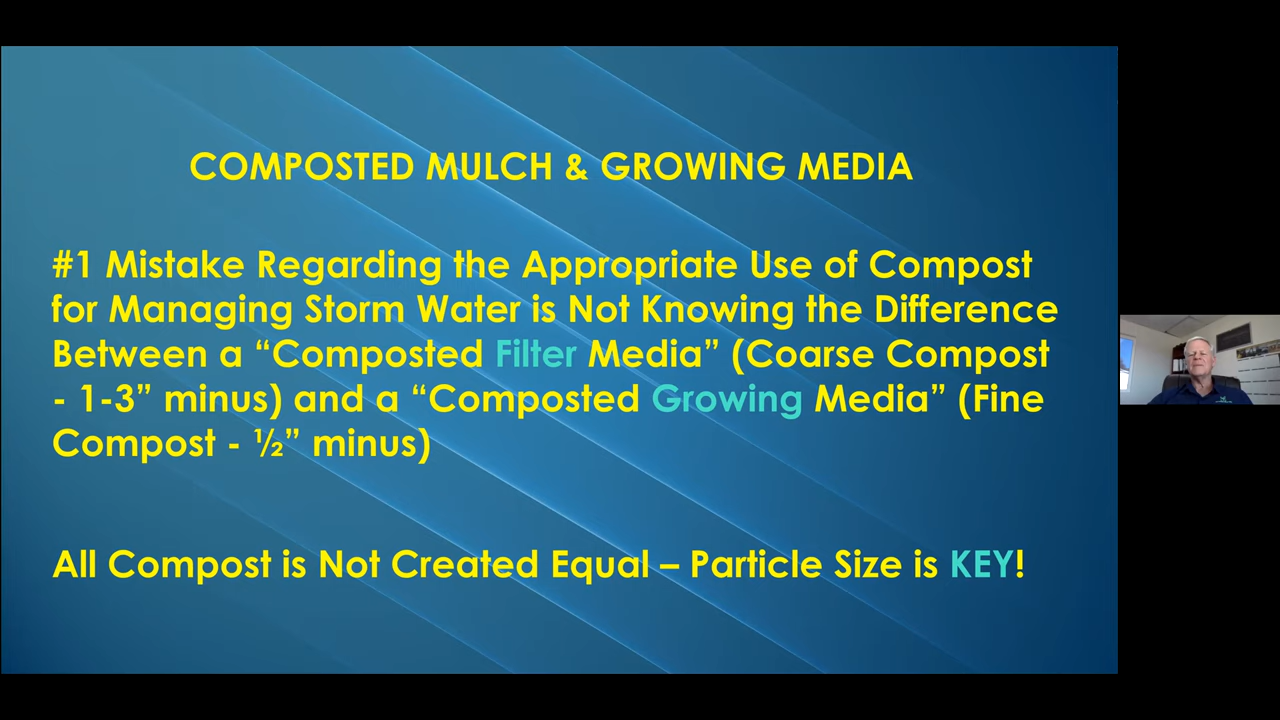 COMPOSTED MULCH & GROWING MEDIA
#1 Mistake Regarding the Appropriate Use of Compost
for Managing Storm Water is Not Knowing the Difference
Between a “Composted Filter Media” (Coarse Compost
- 1-3” minus) and a “Composted Growing Media” (Fine
Compost - ½” minus)
All Compost is Not Created Equal – Particle Size is KEY!